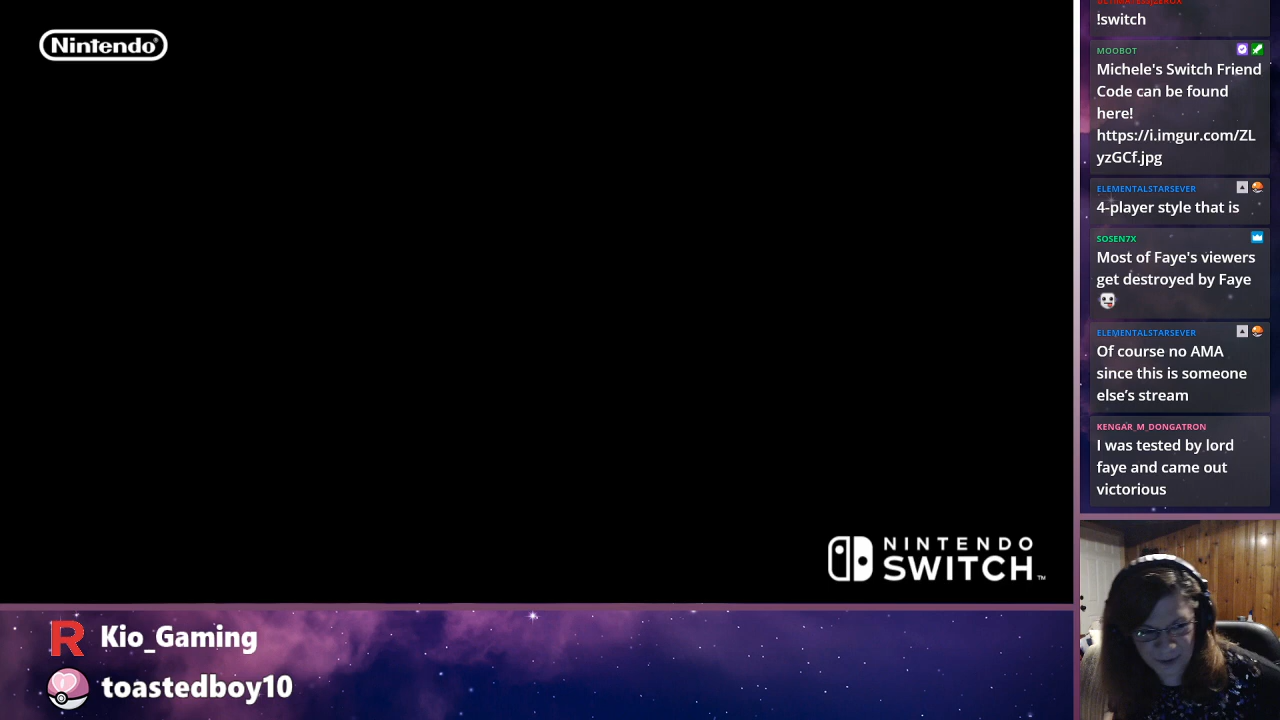 Nintendo
NINTENDO
SWITCH
R Kio_Gaming
toastedboy10
!switch
MOOBOT
Michele's Switch Friend
Code can be found
here!
https://i.imgur.com/ZL
yzGCf.jpg
ELEMENTALSTARSEVER
4-player style that is
SOSEN7X
Most of Faye's viewers
get destroyed by Faye
ELEMENTALSTARSEVER
Of course no AMA
since this is someone
else's stream
KENGAR_M_DONGATRON
I was tested by lord
faye and came out
victorious